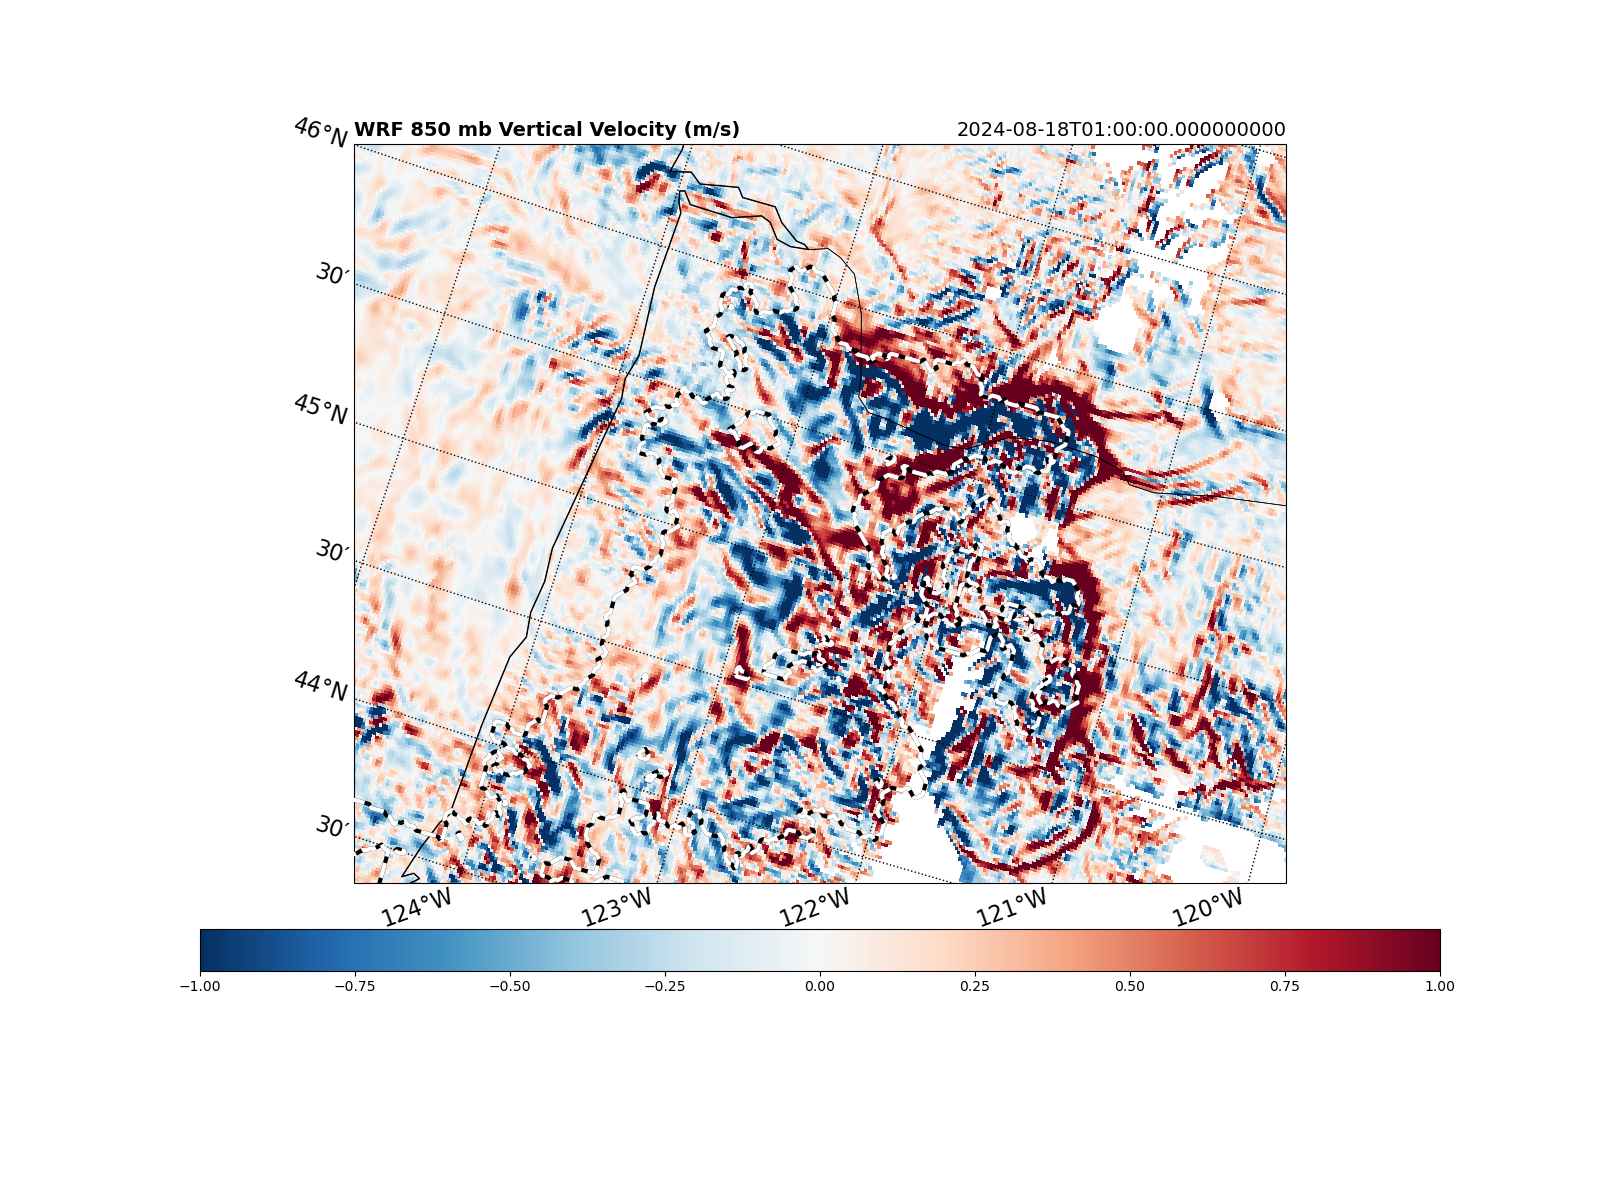 WRF 850 mb Vertical Velocity (m/s) 2024-08-18T01:00:00.000000000
46°N
30′
45°N
30′
44°N
30′
124°W 123°W 122°W 121°W 120°W
−1.00 −0.75 −0.50 −0.25 0.00 0.25 0.50 0.75 1.00